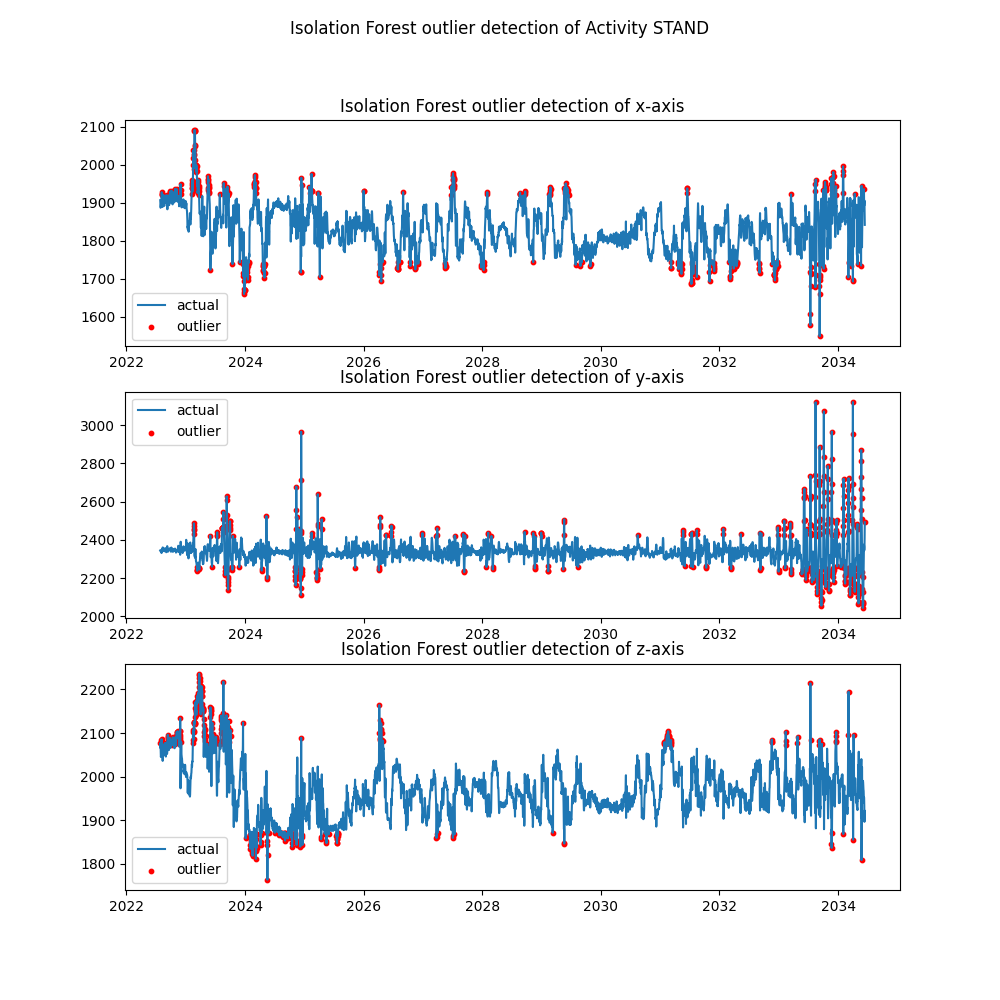 Isolation Forest outlier detection of Activity STAND
Isolation Forest outlier detection of x-axis
2100
2000
1900
1800
1700
1600
actual
outlier
2022 2024 2026 2028 2030 2032 2034
Isolation Forest outlier detection of y-axis
3000
2800
2600
2400
2200
2000
actual
outlier
2022 2024 2026 2028 2030 2032 2034
Isolation Forest outlier detection of z-axis
2200
2100
2000
1900
1800
actual
outlier
2022 2024 2026 2028 2030 2032 2034